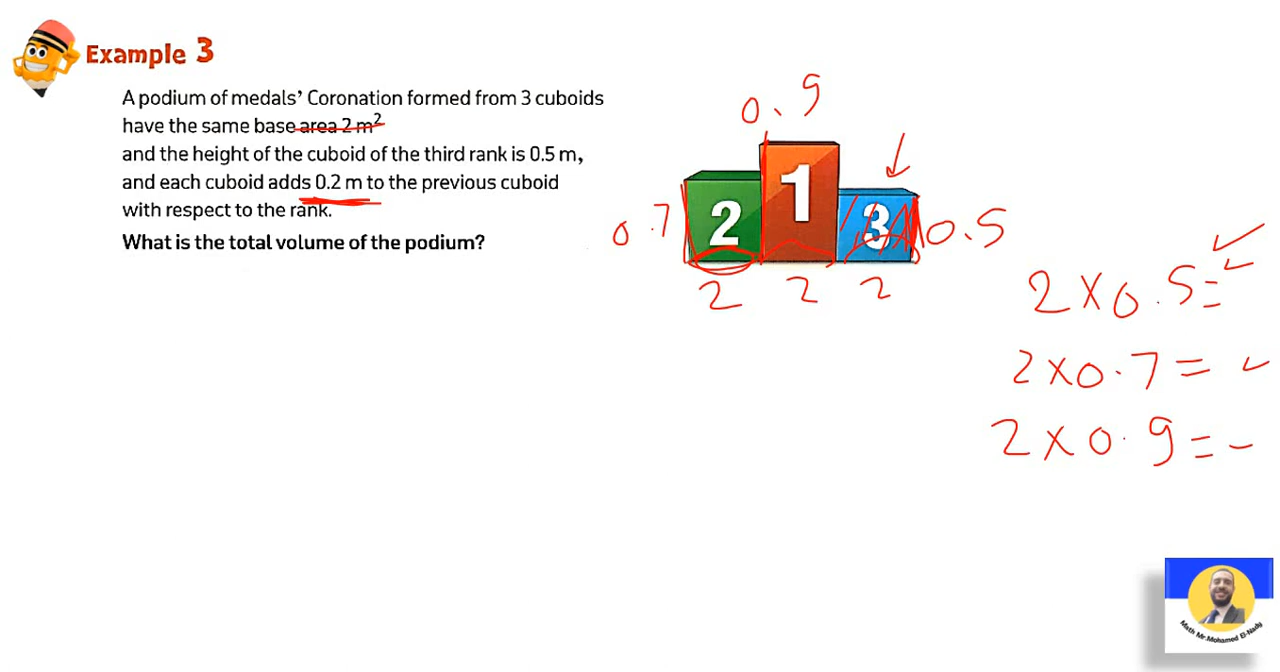 Example 3
A podium of medals' Coronation formed from 3 cuboids
have the same base area 2 m²
and the height of the cuboid of the third rank is 0.5 m,
and each cuboid adds 0.2 m to the previous cuboid
with respect to the rank.
What is the total volume of the podium?
0.9
2 1 3
0.7
0.5
2 2 2
2 × 0.5 =
2 × 0.7 =
2 × 0.9 =
Math Mr.Mohamed El-Nady